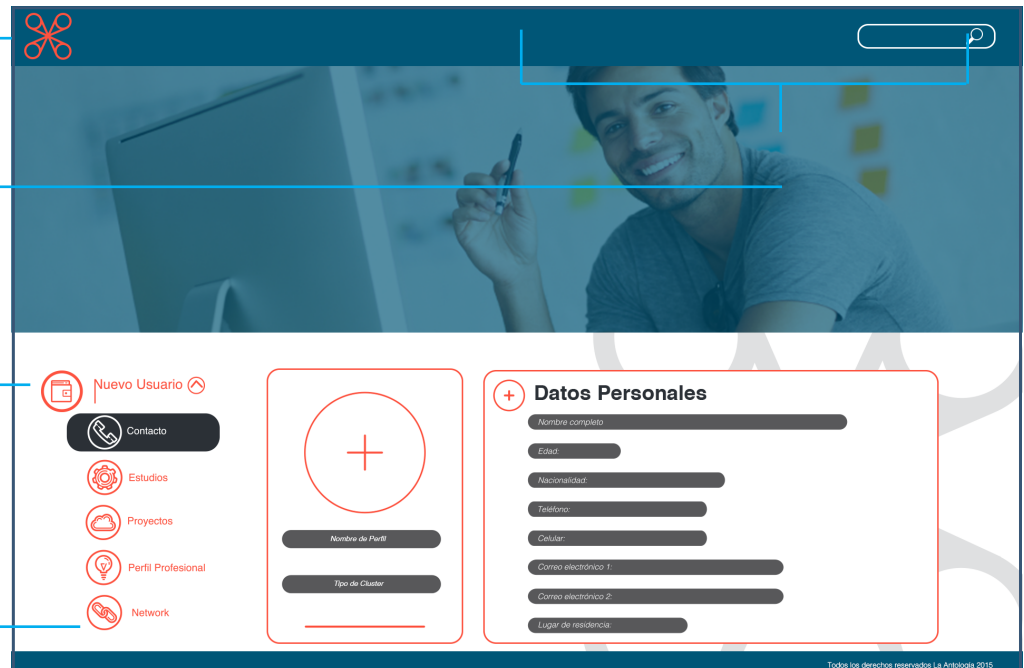 Nuevo Usuario
Contacto
Estudios
Proyectos
Perfil Profesional
Network
Nombre de Perfil
Tipo de Cluster
Datos Personales
Nombre completo
Edad:
Nacionalidad:
Teléfono:
Celular:
Correo electrónico 1:
Correo electrónico 2:
Lugar de residencia:
Todos los derechos reservados La Antología 2015